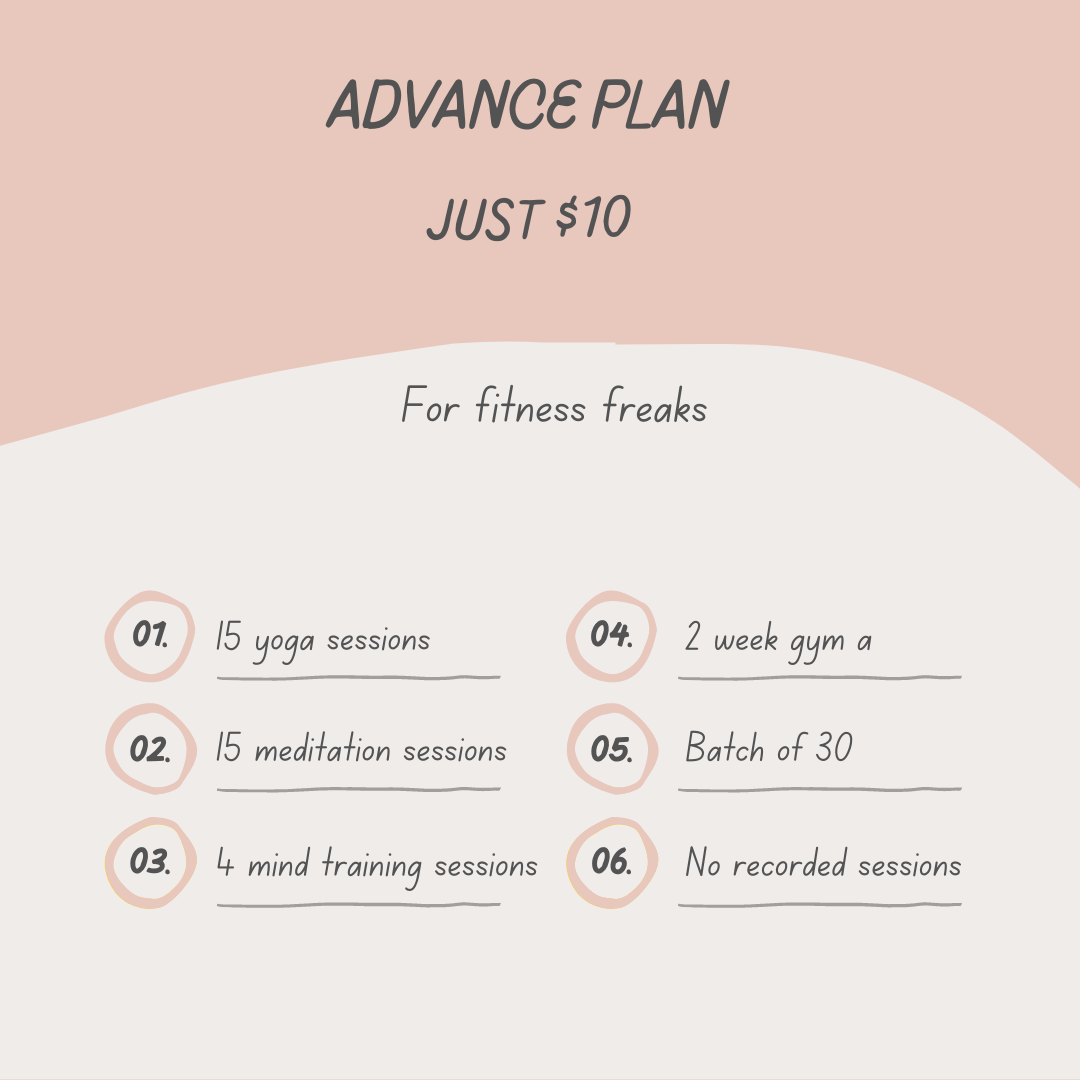 ADVANCE PLAN
JUST $10
For fitness freaks
01. 15 yoga sessions
02. 15 meditation sessions
03. 4 mind training sessions
04. 2 week gym a
05. Batch of 30
06. No recorded sessions